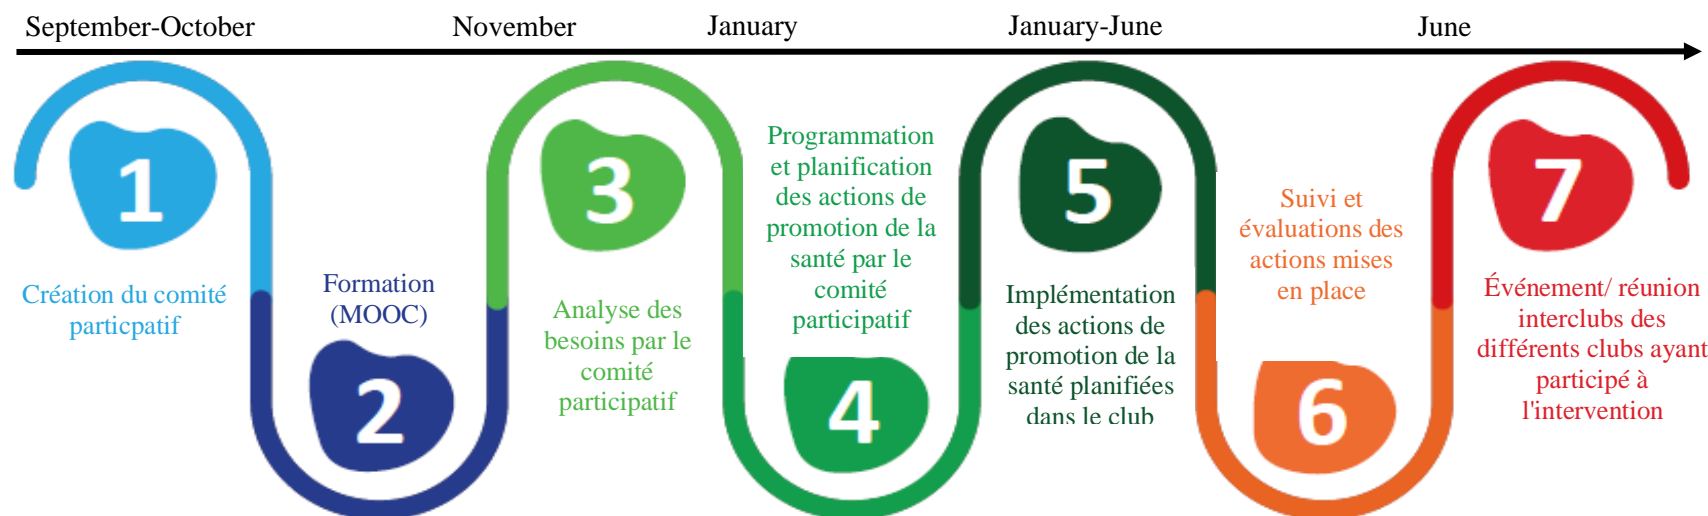 September-October
November
January
January-June
June
1
Création du comité
particpatif
2
Formation
(MOOC)
3
Analyse des
besoins par le
comité
participatif
Programmation
et planification
des actions de
promotion de la
santé par le
comité
participatif
4
5
Implémentation
des actions de
promotion de la
santé planifiées
dans le club
Suivi et
évaluations des
actions mises
en place
6
7
Événement/ réunion
interclubs des
différents clubs ayant
participé à
l'intervention